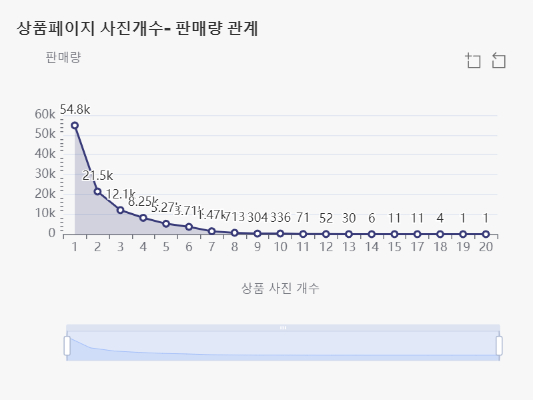 상품페이지 사진개수- 판매량 관계
판매량
60k
50k
40k
30k
20k
10k
0
54.8k 21.5k 12.1k 8.25k 5.27k 3.71k 1.47k 713 304 336 71 52 30 6 11 11 4 1 1
1 2 3 4 5 6 7 8 9 10 11 12 13 14 15 17 18 19 20
상품 사진 개수